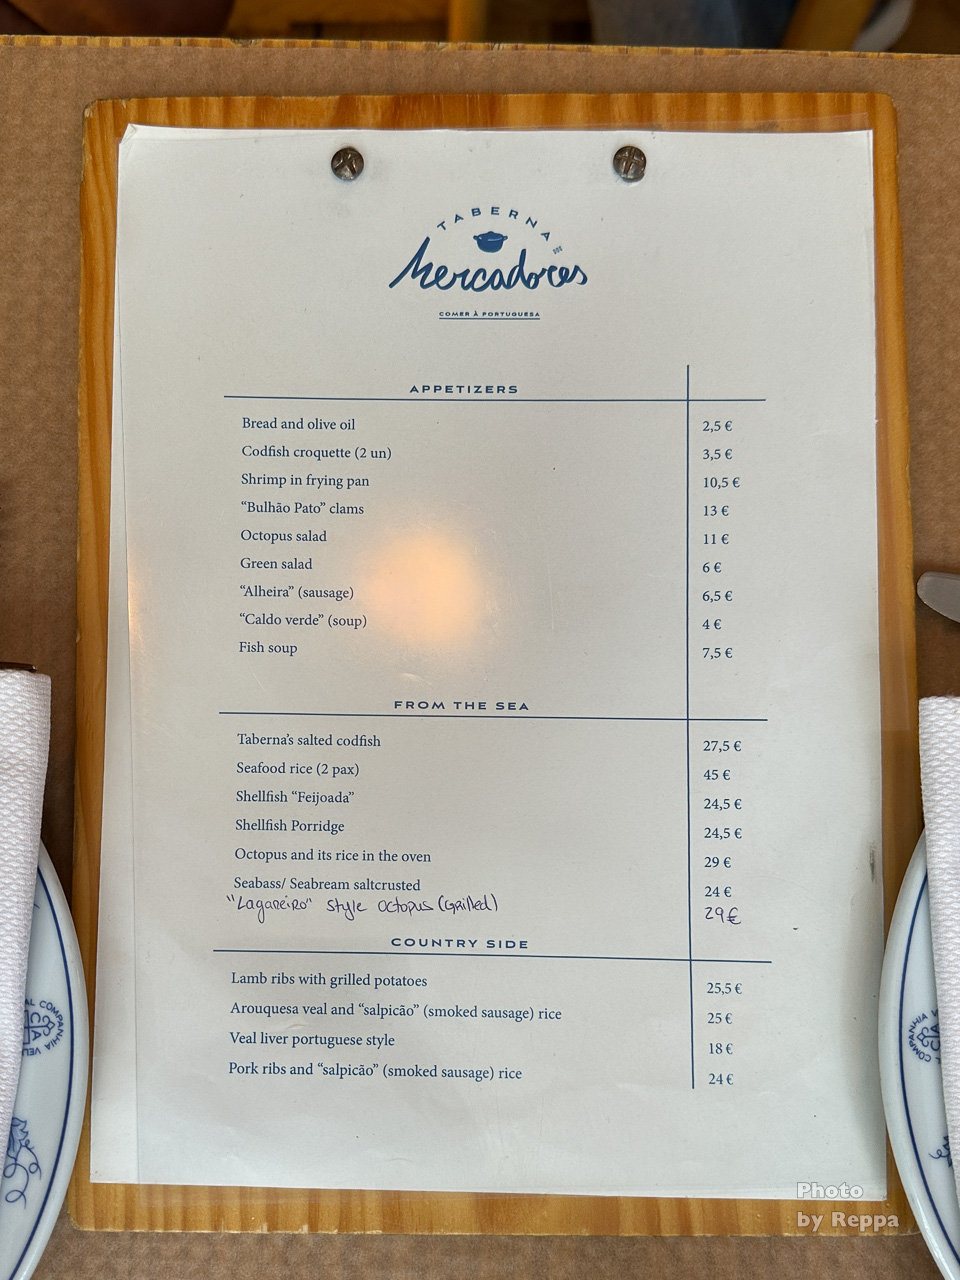 TABERNA
DOS
Mercadores
COMER À PORTUGUESA
APPETIZERS
Bread and olive oil 2,5 €
Codfish croquette (2 un) 3,5 €
Shrimp in frying pan 10,5 €
“Bulhão Pato” clams 13 €
Octopus salad 11 €
Green salad 6 €
“Alheira” (sausage) 6,5 €
“Caldo verde” (soup) 4 €
Fish soup 7,5 €
FROM THE SEA
Taberna’s salted codfish 27,5 €
Seafood rice (2 pax) 45 €
Shellfish “Feijoada” 24,5 €
Shellfish Porridge 24,5 €
Octopus and its rice in the oven 29 €
Seabass/ Seabream saltcrusted 24 €
"Lagareiro" style octopus (Grilled) 29€
COUNTRY SIDE
Lamb ribs with grilled potatoes 25,5 €
Arouquesa veal and “salpicão” (smoked sausage) rice 25 €
Veal liver portuguese style 18 €
Pork ribs and “salpicão” (smoked sausage) rice 24 €
COMPANHIA
COMPANHIA
Photo
by Reppa